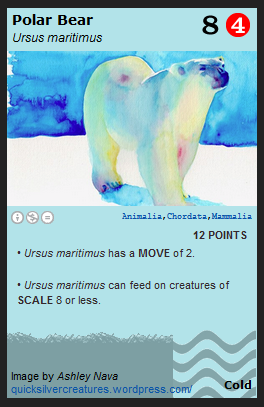 Polar Bear
Ursus maritimus
8 4
Animalia,Chordata,Mammalia
12 POINTS
• Ursus maritimus has a MOVE of 2.
• Ursus maritimus can feed on creatures of
SCALE 8 or less.
Image by Ashley Nava
quicksilvercreatures.wordpress.com/
Cold